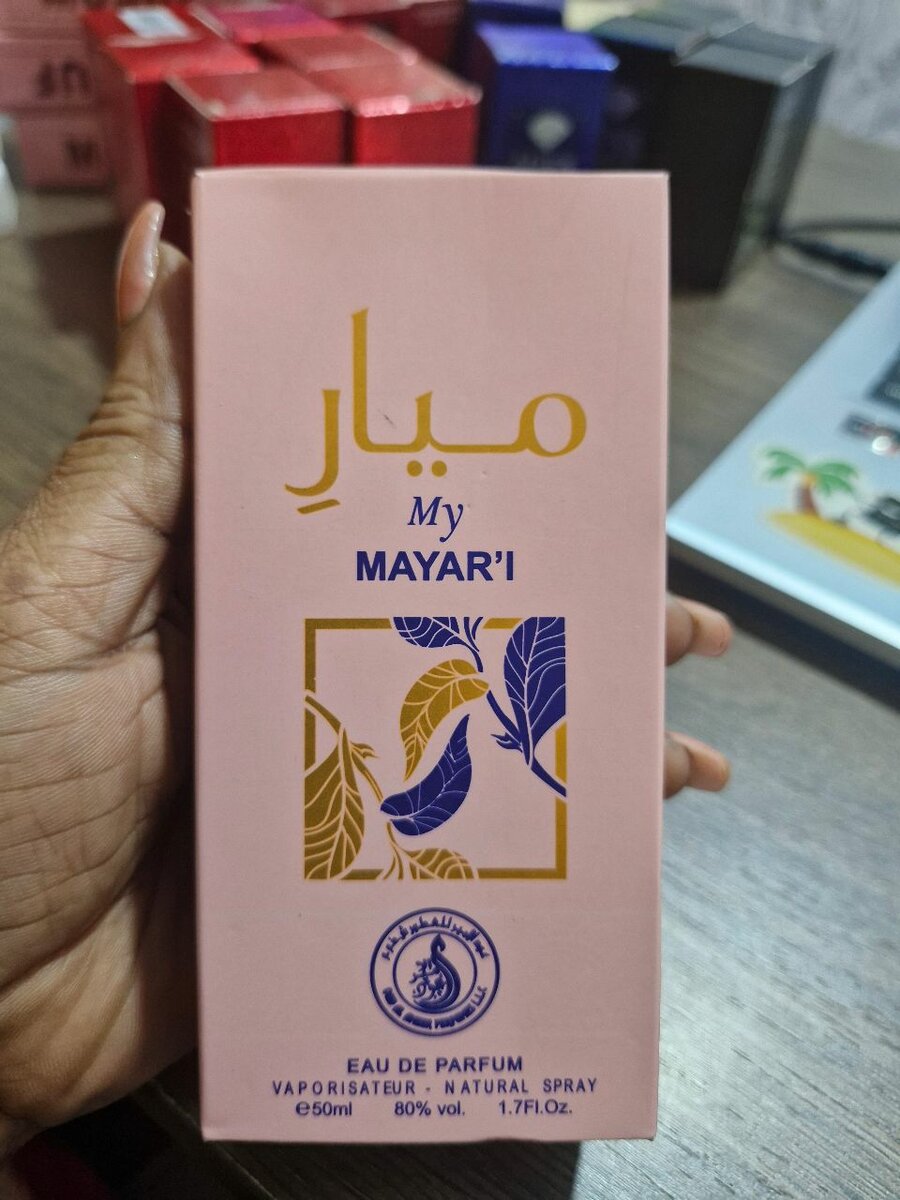 ميارِ
My
MAYAR'I
EAU DE PARFUM
VAPORISATEUR - NATURAL SPRAY
℮50ml 80% vol. 1.7Fl.Oz.